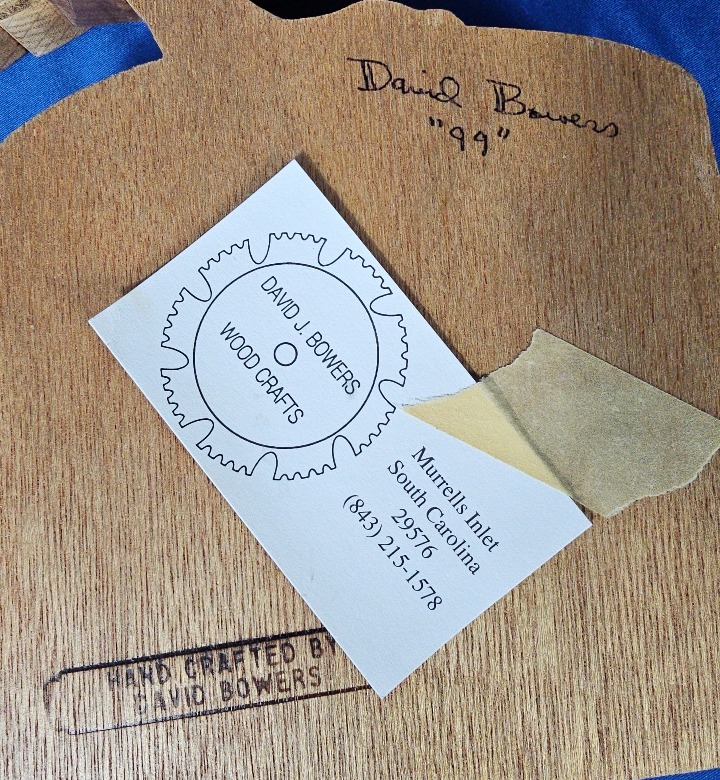 David Bowers
"99"
DAVID J. BOWERS
WOOD CRAFTS
Murrells Inlet
South Carolina
29576
(843) 215-1578
HAND CRAFTED BY
DAVID BOWERS